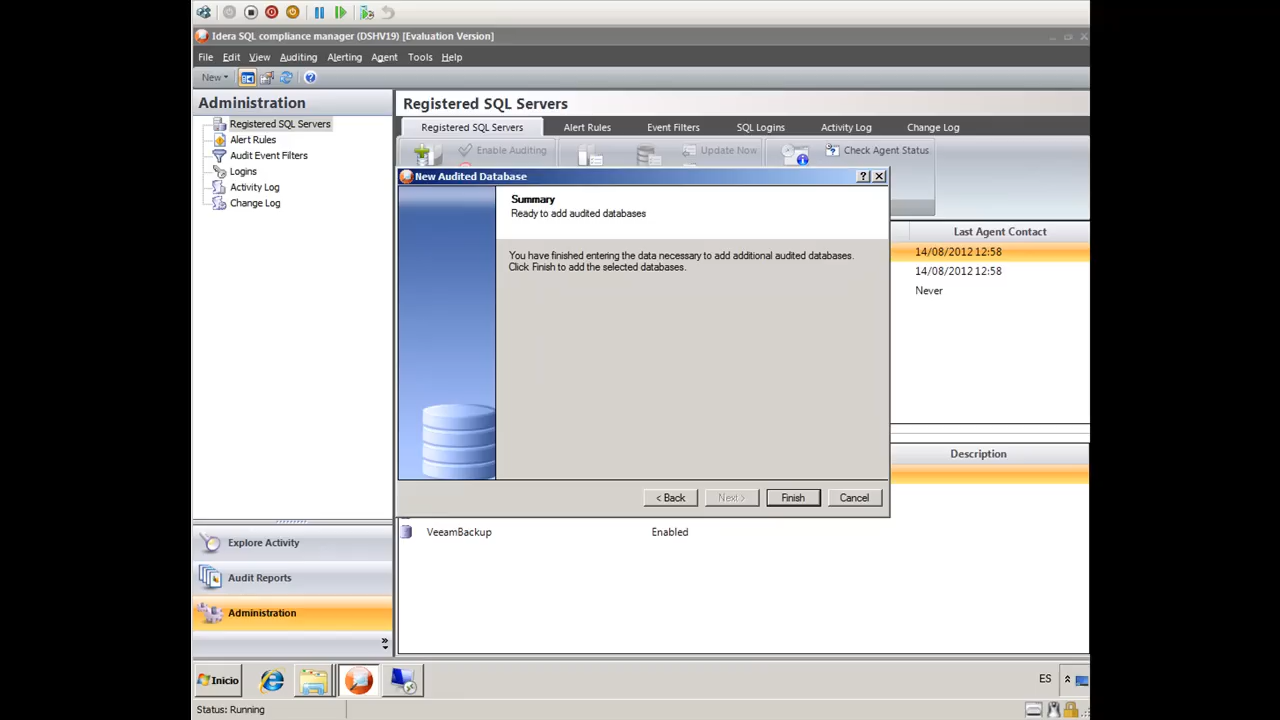 Idera SQL compliance manager (DSHV19) [Evaluation Version]
File Edit View Auditing Alerting Agent Tools Help
New
Administration
Registered SQL Servers
Alert Rules
Audit Event Filters
Logins
Activity Log
Change Log
Registered SQL Servers
Registered SQL Servers Alert Rules Event Filters SQL Logins Activity Log Change Log
Enable Auditing Update Now Check Agent Status
New Audited Database
Summary
Ready to add audited databases
You have finished entering the data necessary to add additional audited databases.
Click Finish to add the selected databases.
< Back Next > Finish Cancel
Last Agent Contact
14/08/2012 12:58
14/08/2012 12:58
Never
Description
VeeamBackup Enabled
Explore Activity
Audit Reports
Administration
Inicio
ES
Status: Running